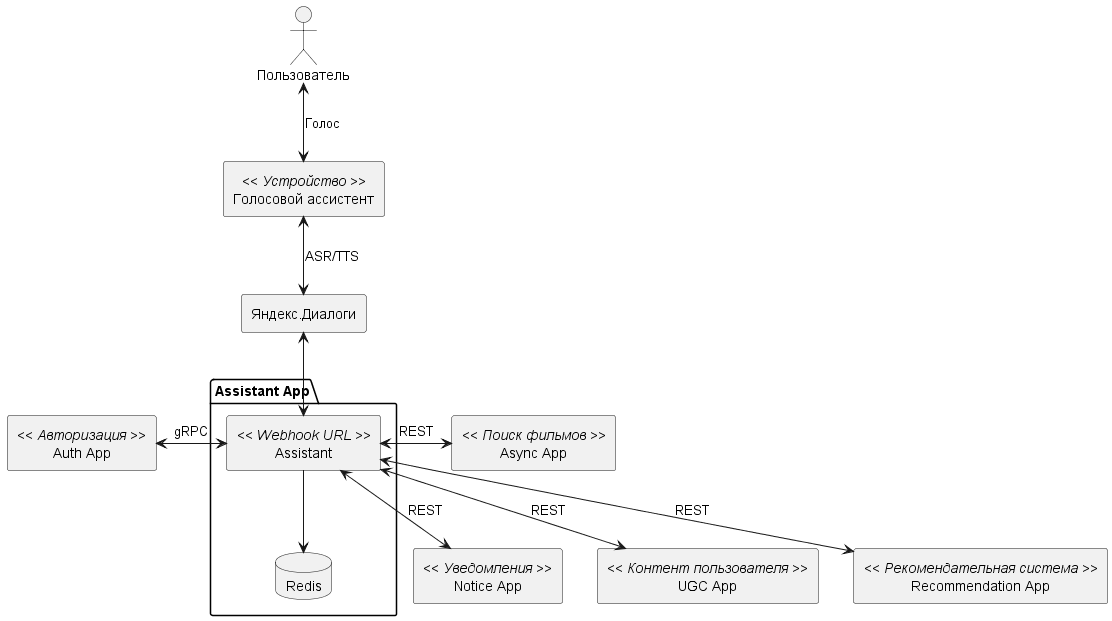 Пользователь
Голос
<< Устройство >>
Голосовой ассистент
ASR/TTS
Яндекс.Диалоги
Assistant App
<< Авторизация >>
Auth App
gRPC
<< Webhook URL >>
Assistant
REST
<< Поиск фильмов >>
Async App
REST
REST
REST
Redis
<< Уведомления >>
Notice App
<< Контент пользователя >>
UGC App
<< Рекомендательная система >>
Recommendation App